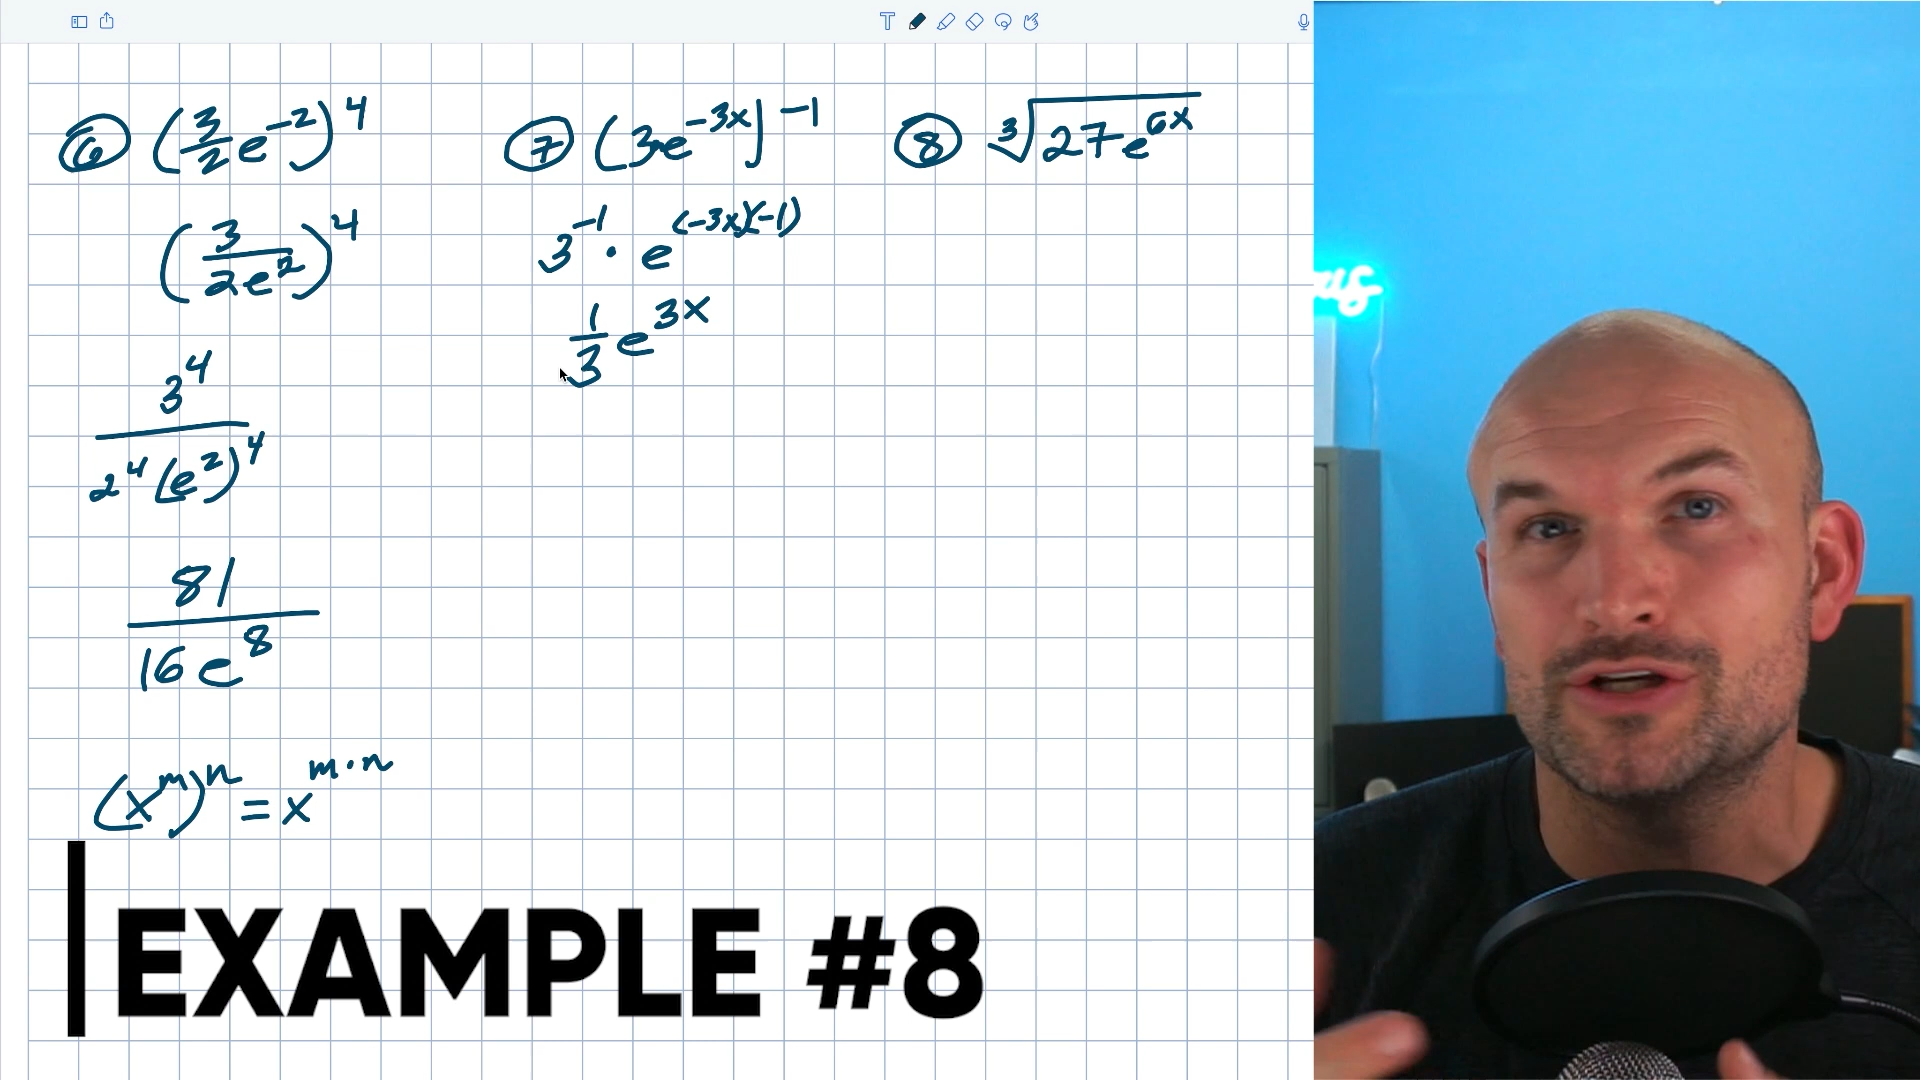 ⑥ (3/2 e^-2)^4
(3/(2e^2))^4
3^4/(2^4 (e^2)^4)
81/(16e^8)
(x^m)^n = x^m·n
⑦ (3e^-3x]^-1
3^-1 · e^(-3x)(-1)
1/3 e^3x
⑧ ∛(27e^6x)
EXAMPLE #8